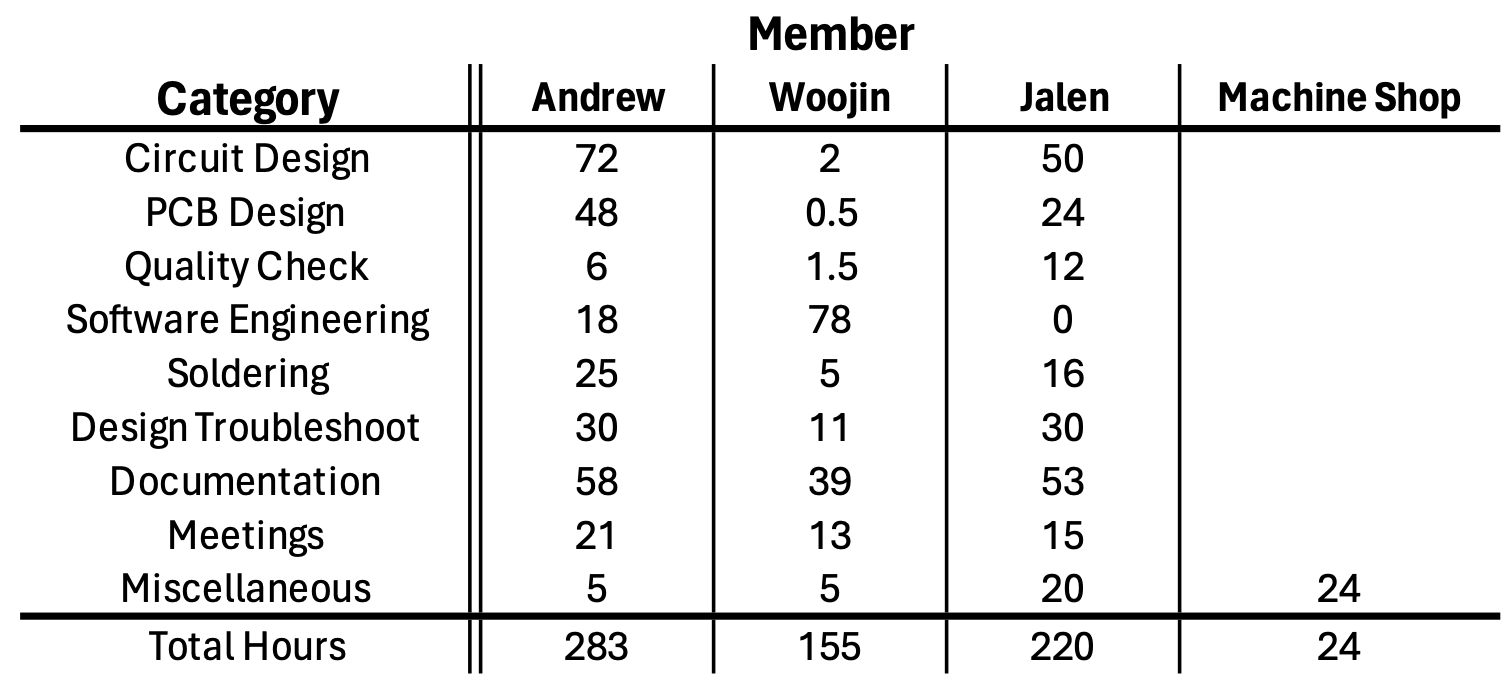 Member
Category Andrew Woojin Jalen Machine Shop
Circuit Design 72 2 50
PCB Design 48 0.5 24
Quality Check 6 1.5 12
Software Engineering 18 78 0
Soldering 25 5 16
Design Troubleshoot 30 11 30
Documentation 58 39 53
Meetings 21 13 15
Miscellaneous 5 5 20 24
Total Hours 283 155 220 24